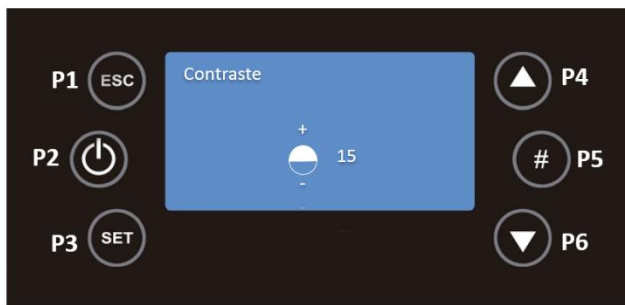 Contraste
P1 ESC
P4
+
P2
15
# P5
-
P3 SET
P6